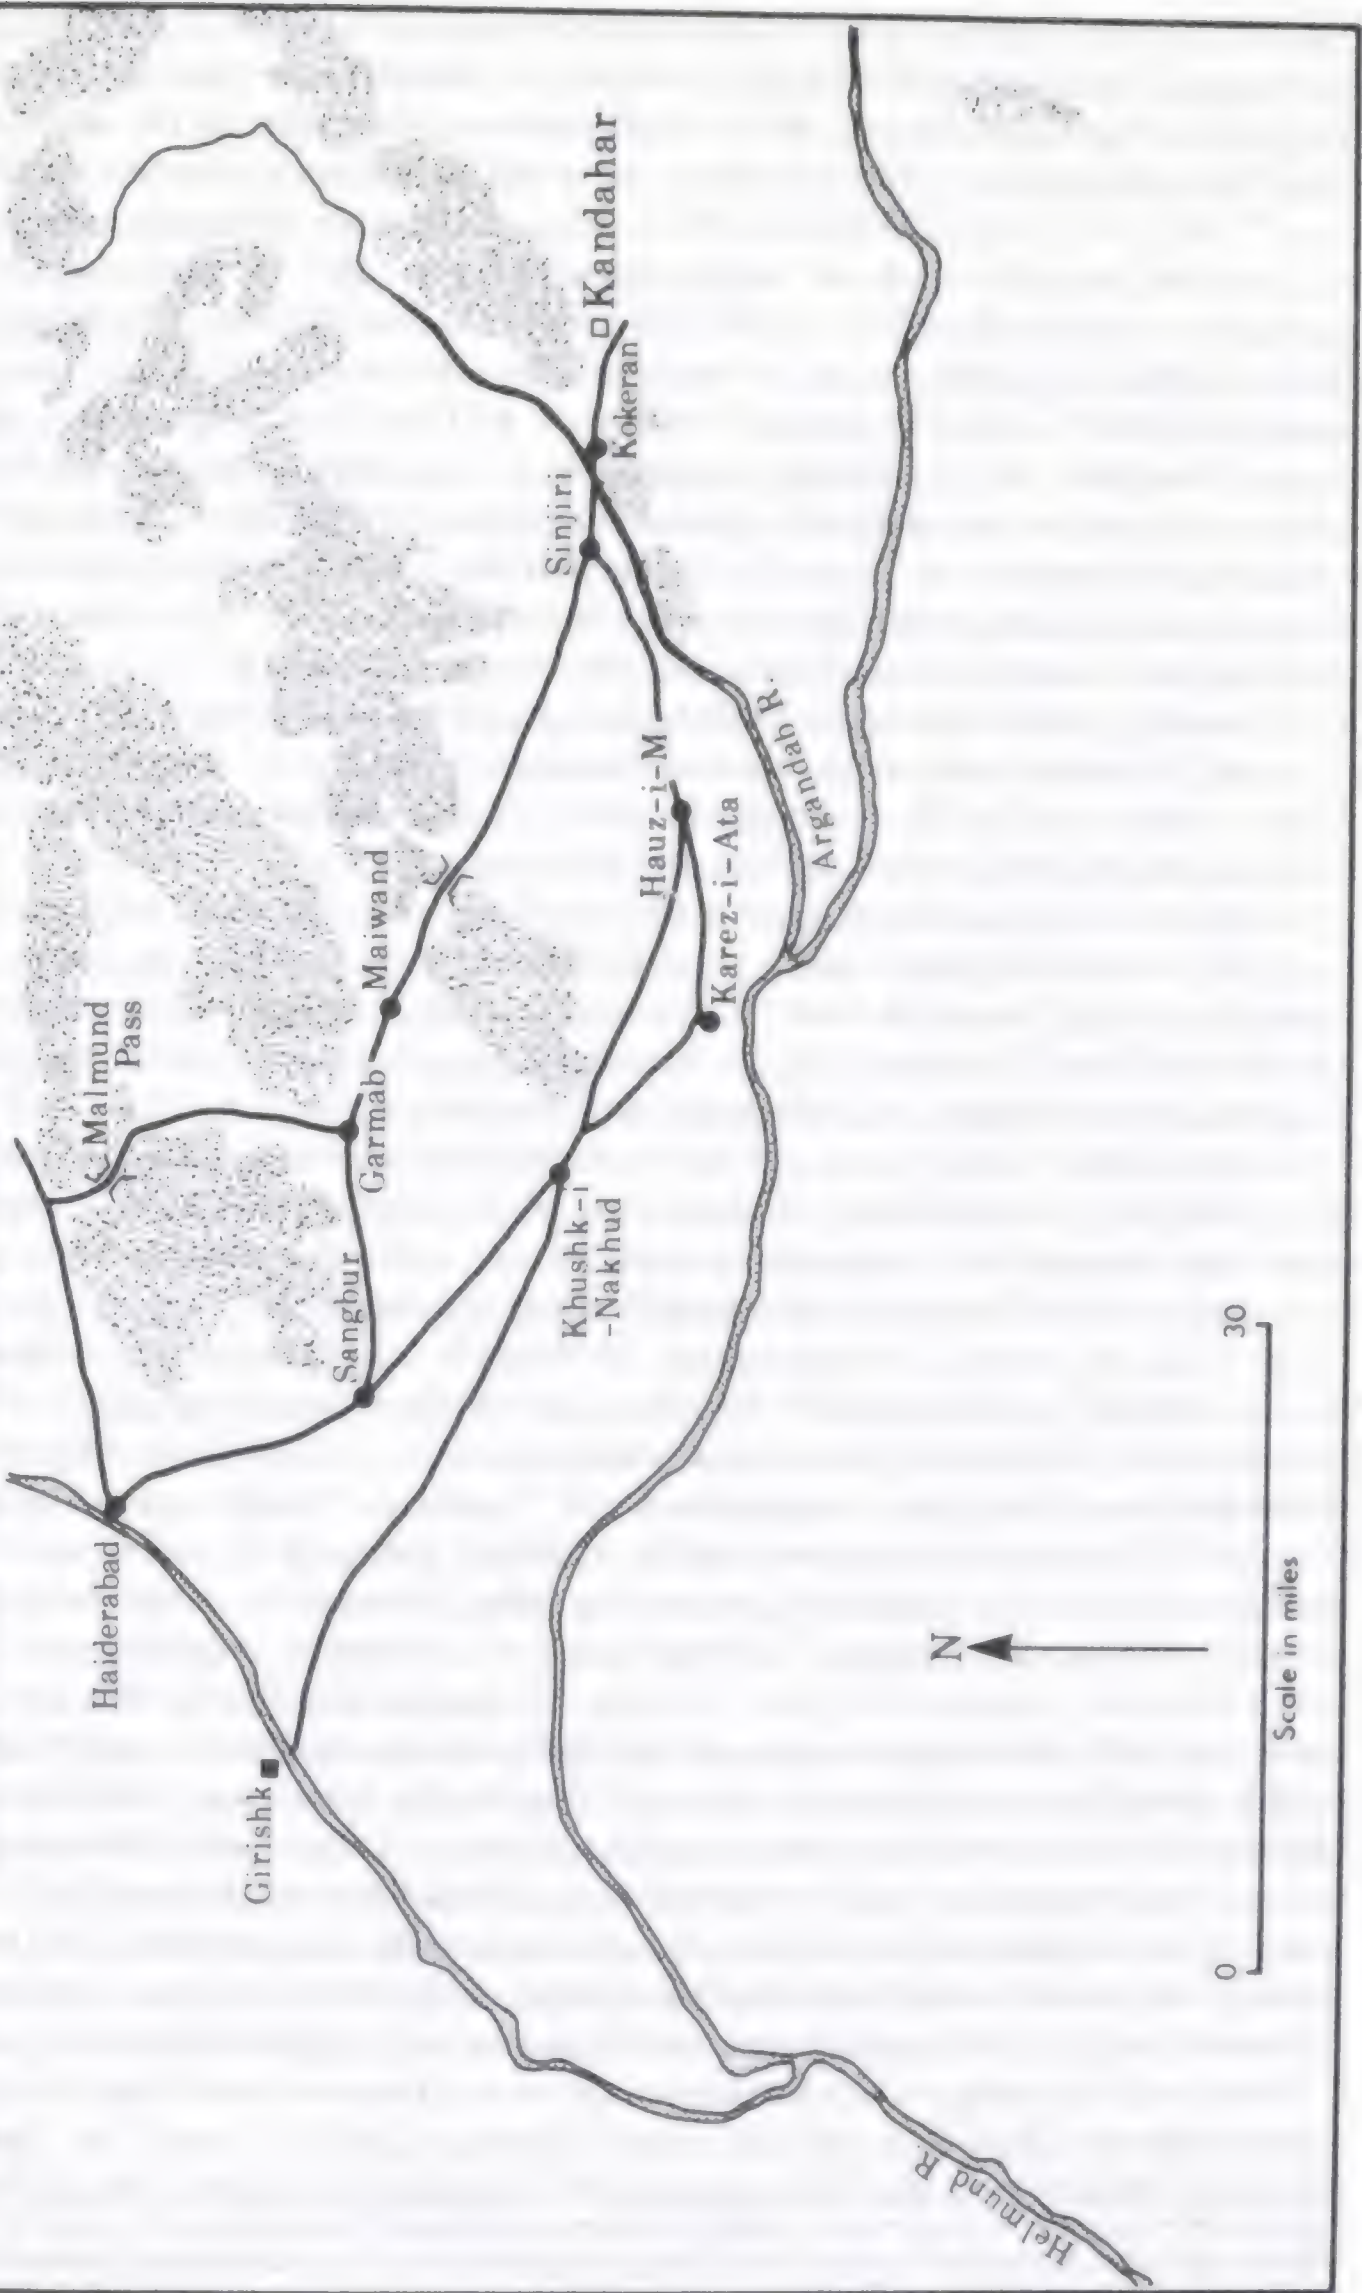 Malmund
Pass
Haiderabad
Girishk
Sangbur
Garmab
Maiwand
Sinjiri
Kandahar
Kokeran
Khushk-i
-Nakhud
Hauz-i-M
Karez-i-Ata
Argandab R.
Helmund R.
N
0 30
Scale in miles